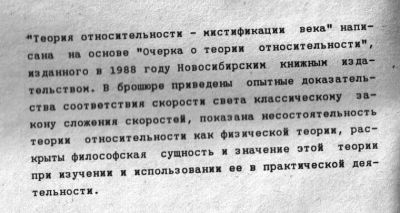 "Теория относительности - мистификации века" напи-
сана на основе "Очерка о теории относительности",
изданного в 1988 году Новосибирским книжным изда-
тельством. В брошюре приведены опытные доказатель-
ства соответствия скорости света классическому за-
кону сложения скоростей, показана несостоятельность
теории относительности как физической теории, рас-
крыты философская сущность и значение этой теории
при изучении и использовании ее в практической дея-
тельности.